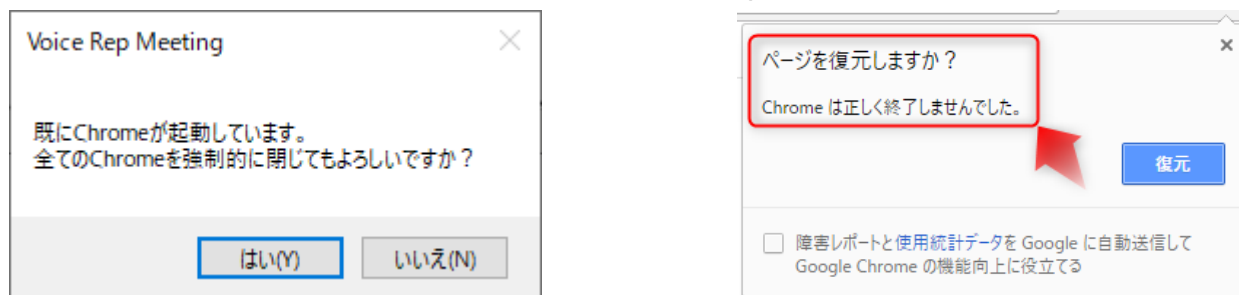 Voice Rep Meeting
既にChromeが起動しています。
全てのChromeを強制的に閉じてもよろしいですか？
はい(Y)
いいえ(N)
ページを復元しますか？
Chrome は正しく終了しませんでした。
復元
障害レポートと使用統計データを Google に自動送信して
Google Chrome の機能向上に役立てる